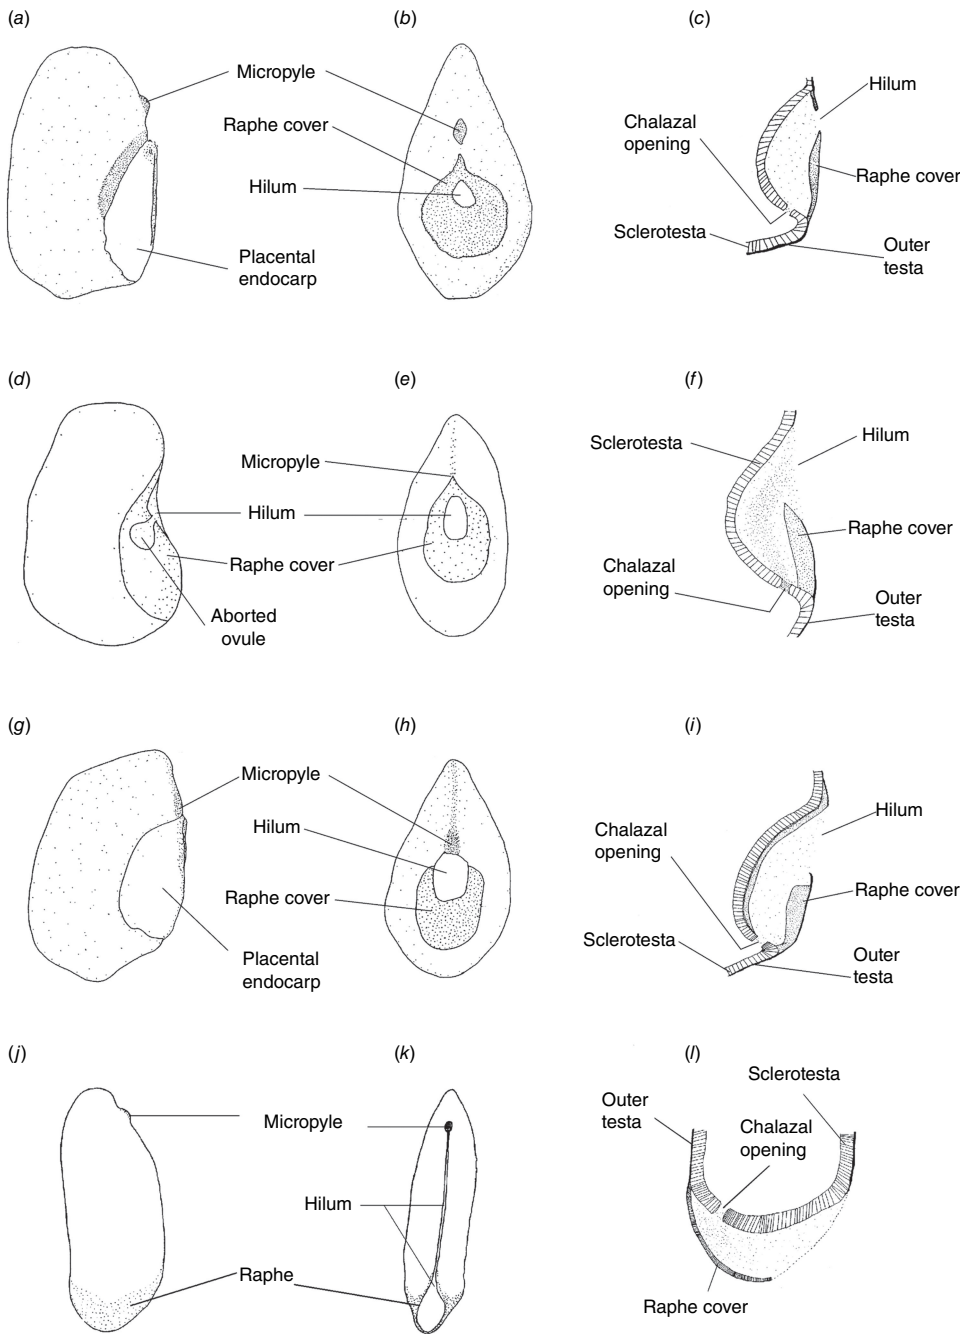 (a)
(b)
(c)
Micropyle
Raphe cover
Hilum
Placental
endocarp
Hilum
Chalazal
opening
Raphe cover
Sclerotesta
Outer
testa
(d)
(e)
(f)
Micropyle
Hilum
Raphe cover
Aborted
ovule
Sclerotesta
Hilum
Raphe cover
Chalazal
opening
Outer
testa
(g)
(h)
(i)
Micropyle
Hilum
Raphe cover
Placental
endocarp
Hilum
Chalazal
opening
Raphe cover
Sclerotesta
Outer
testa
(j)
(k)
(l)
Micropyle
Hilum
Raphe
Sclerotesta
Outer
testa
Chalazal
opening
Raphe cover